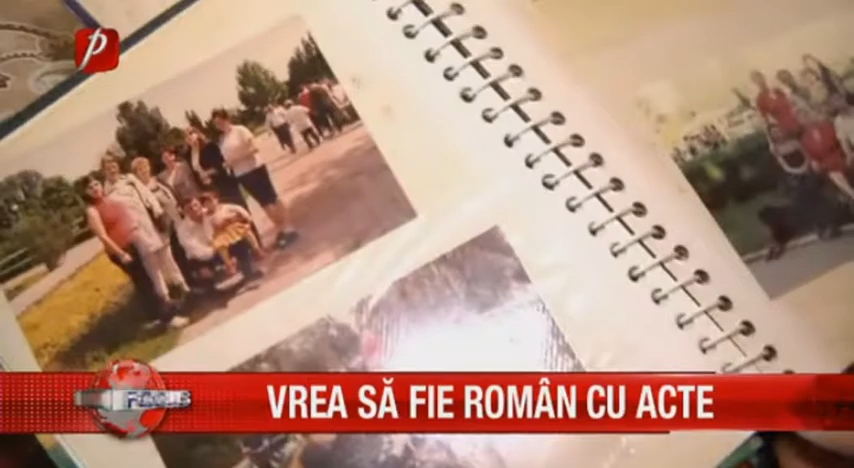 p
FOCUS
VREA SĂ FIE ROMÂN CU ACTE